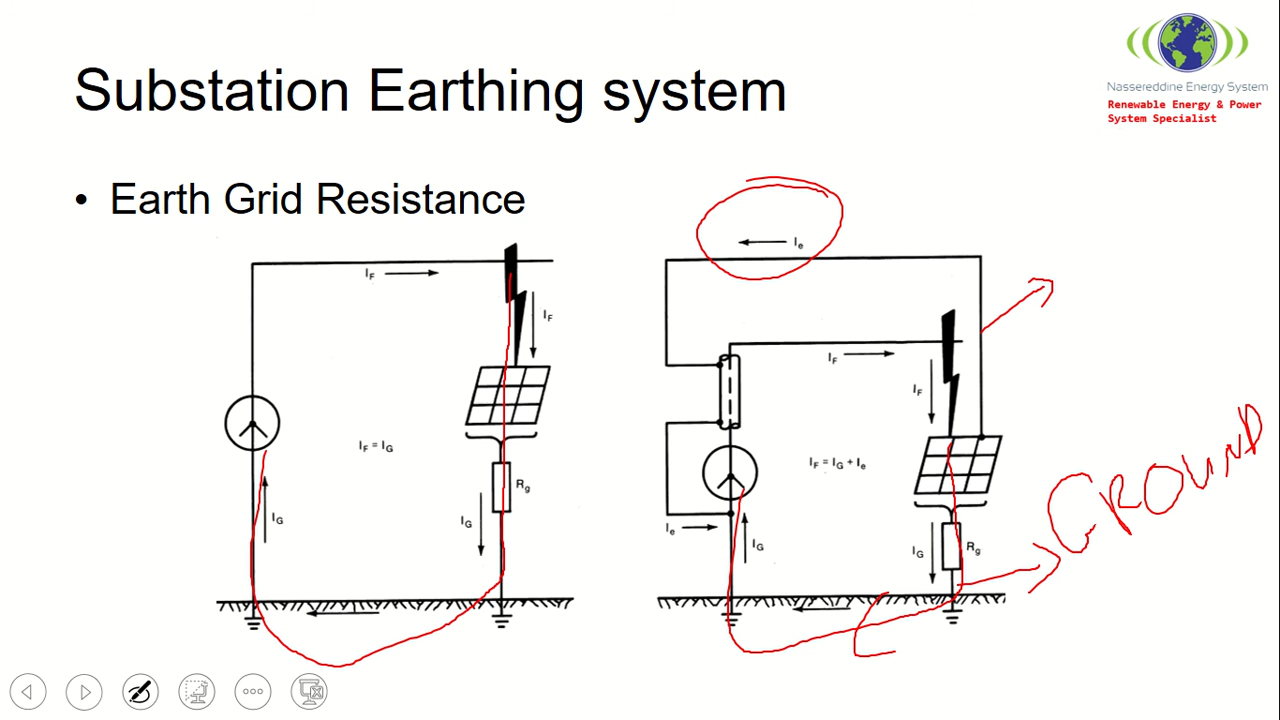 Substation Earthing system
Nassereddine Energy System
Renewable Energy & Power
System Specialist
• Earth Grid Resistance
I_F
I_F
I_F = I_G
R_g
I_G
I_G
I_e
I_F
I_F
I_F = I_G + I_e
R_g
I_e
I_G
I_G
GROUND